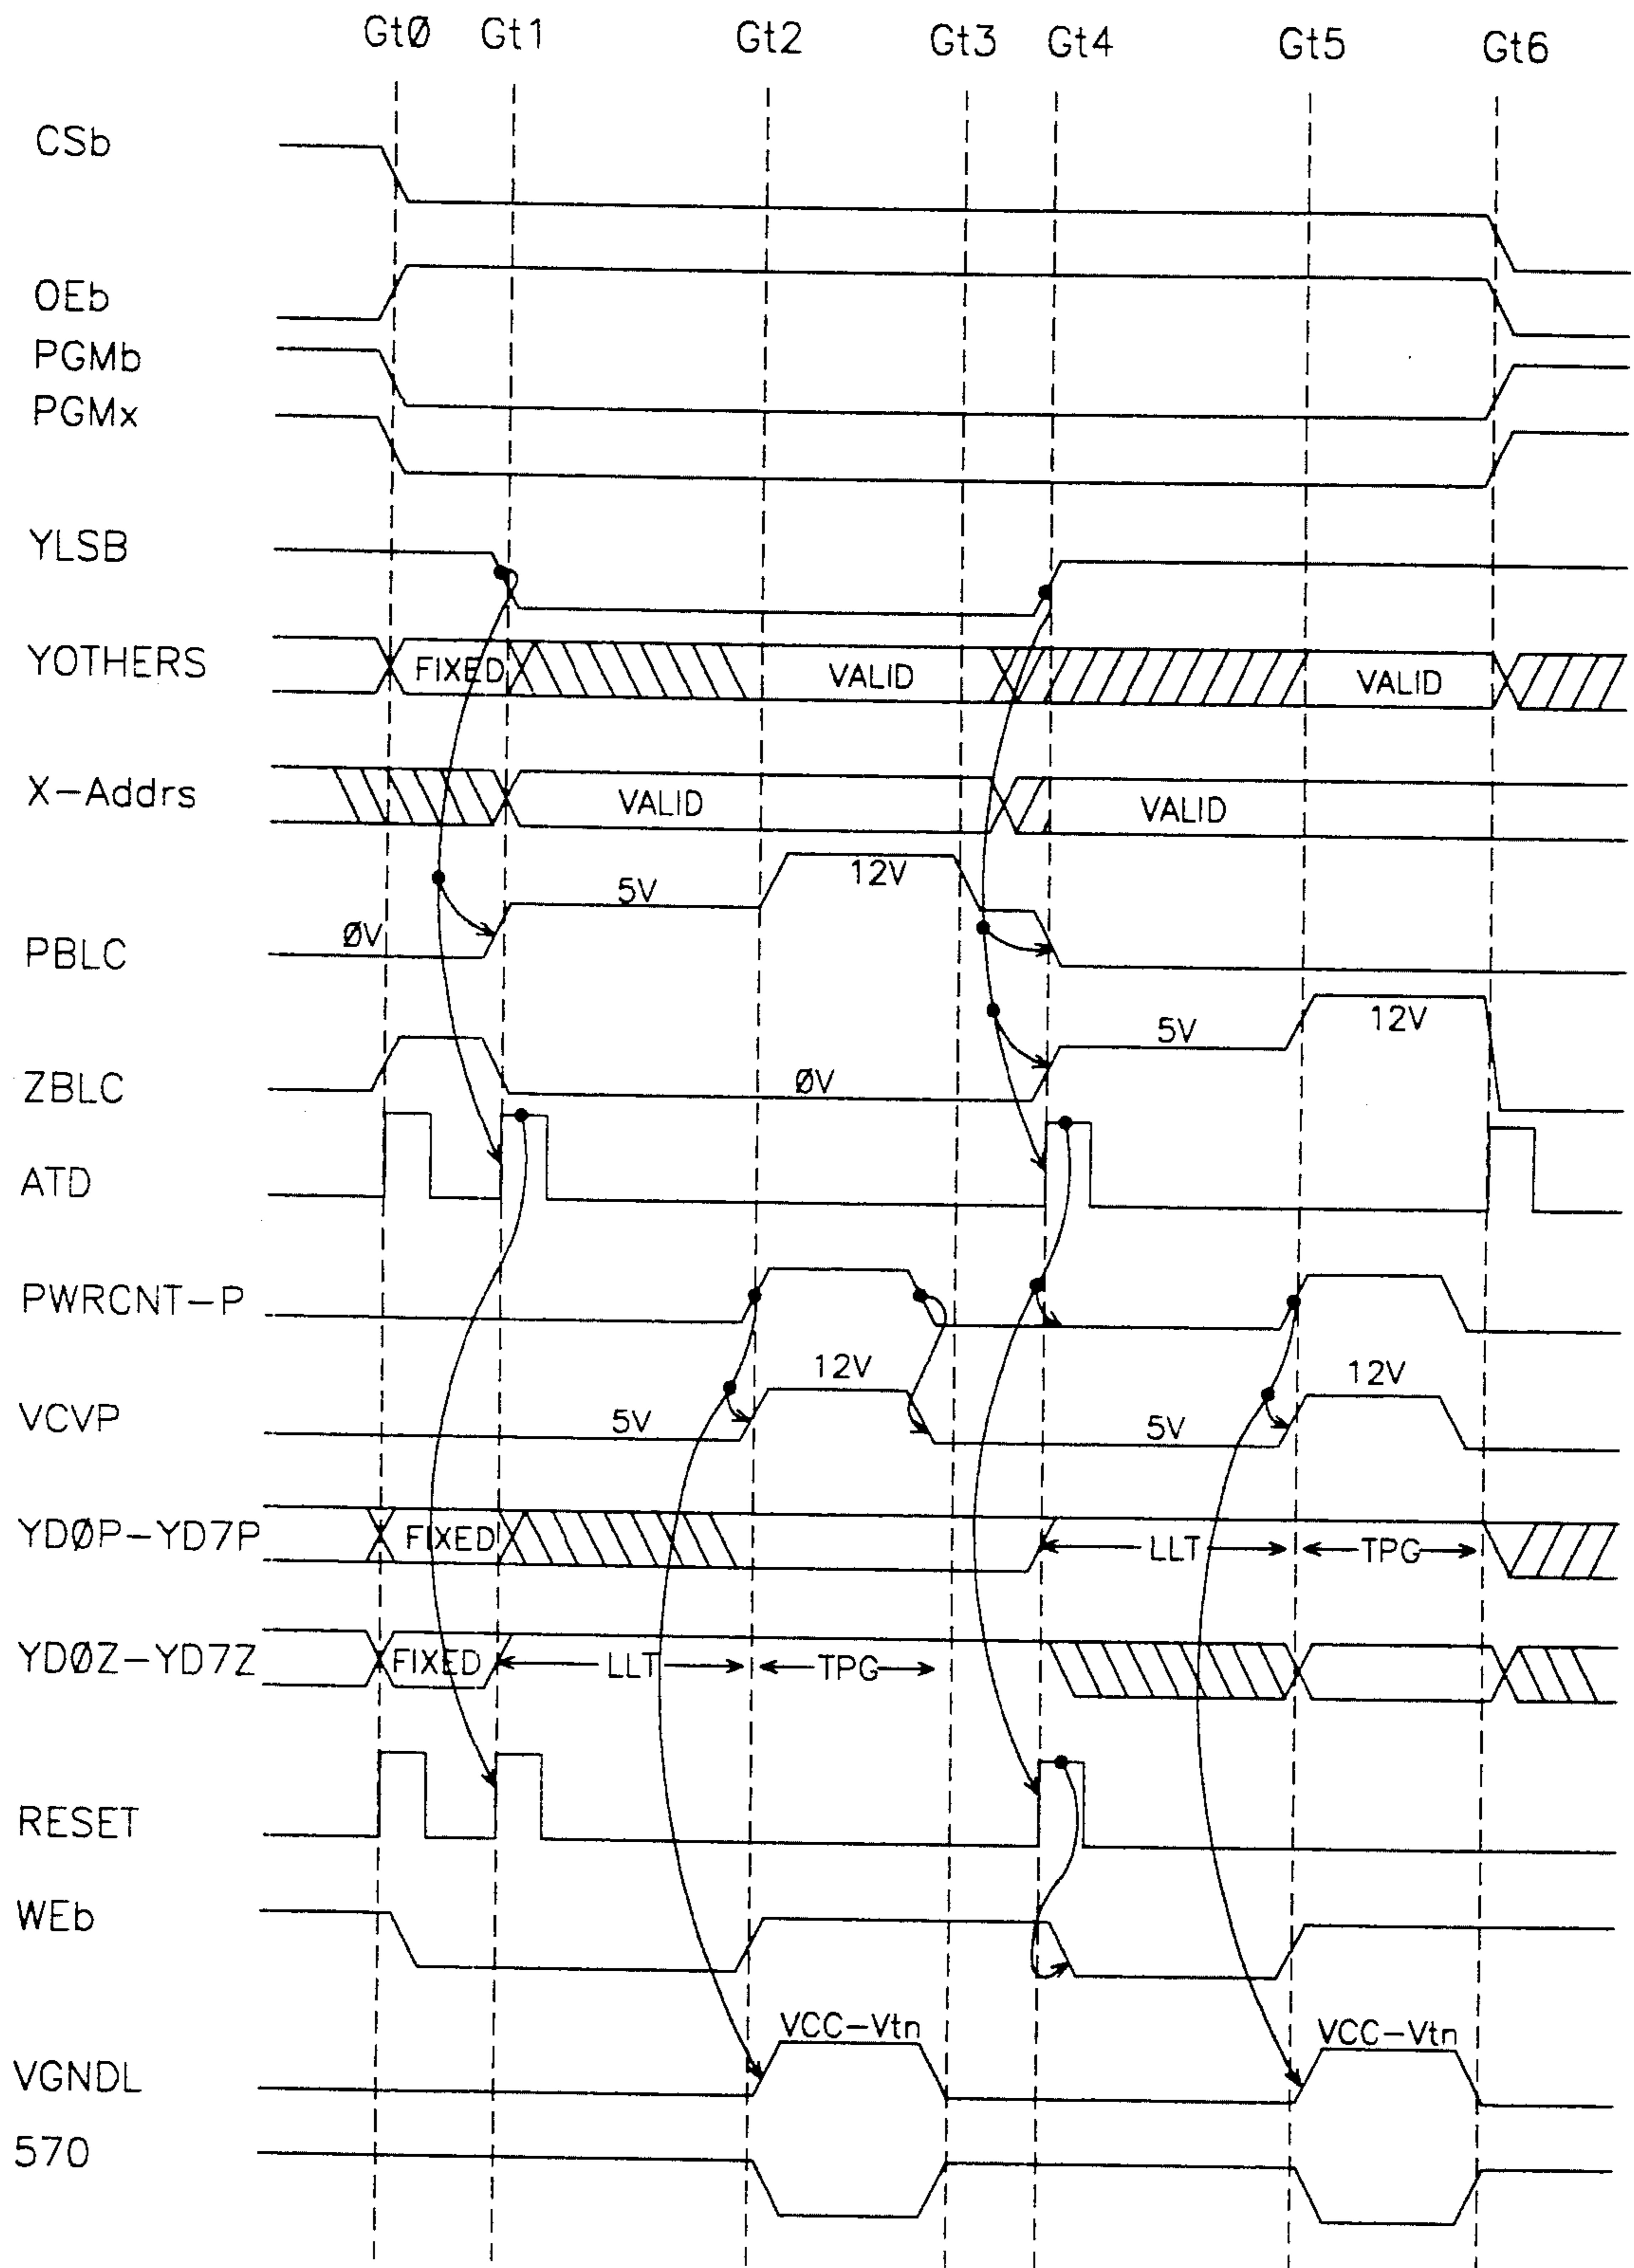 GtØ Gt1 Gt2 Gt3 Gt4 Gt5 Gt6
CSb
OEb
PGMb
PGMx
YLSB
YOTHERS FIXED VALID VALID
X-Addrs VALID VALID
PBLC ØV 5V 12V
ZBLC ØV 5V 12V
ATD
PWRCNT-P
VCVP 5V 12V 5V 12V
YDØP-YD7P FIXED LLT TPG
YDØZ-YD7Z FIXED LLT TPG
RESET
WEb
VGNDL VCC-Vtn VCC-Vtn
570